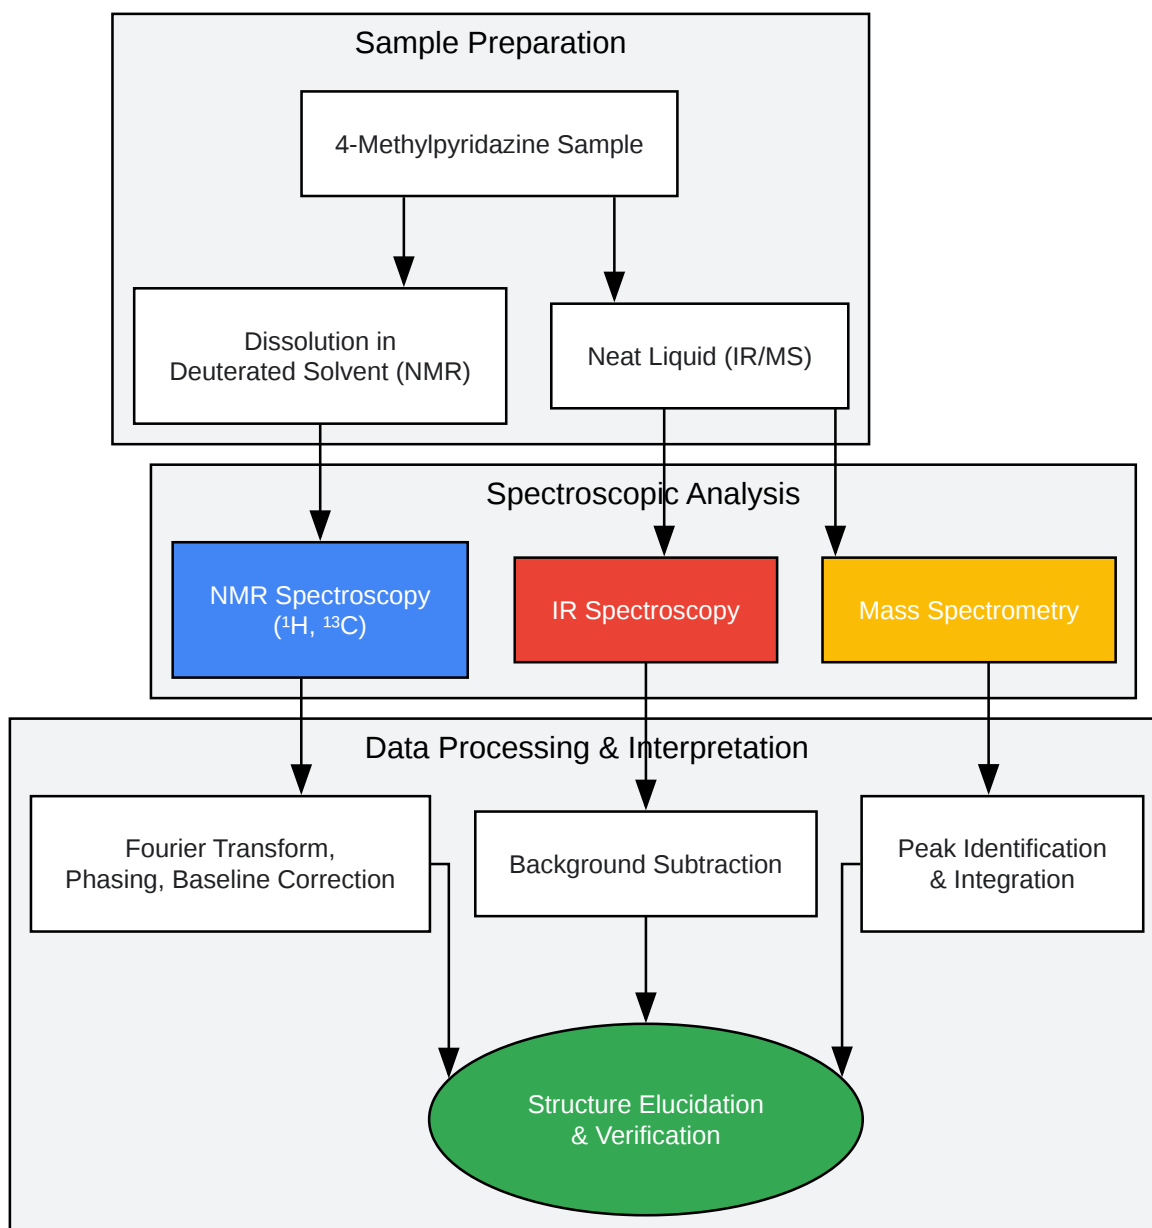 Sample Preparation
4-Methylpyridazine Sample
Dissolution in
Deuterated Solvent (NMR)
Neat Liquid (IR/MS)
Spectroscopic Analysis
NMR Spectroscopy
(¹H, ¹³C)
IR Spectroscopy
Mass Spectrometry
Data Processing & Interpretation
Fourier Transform,
Phasing, Baseline Correction
Background Subtraction
Peak Identification
& Integration
Structure Elucidation
& Verification